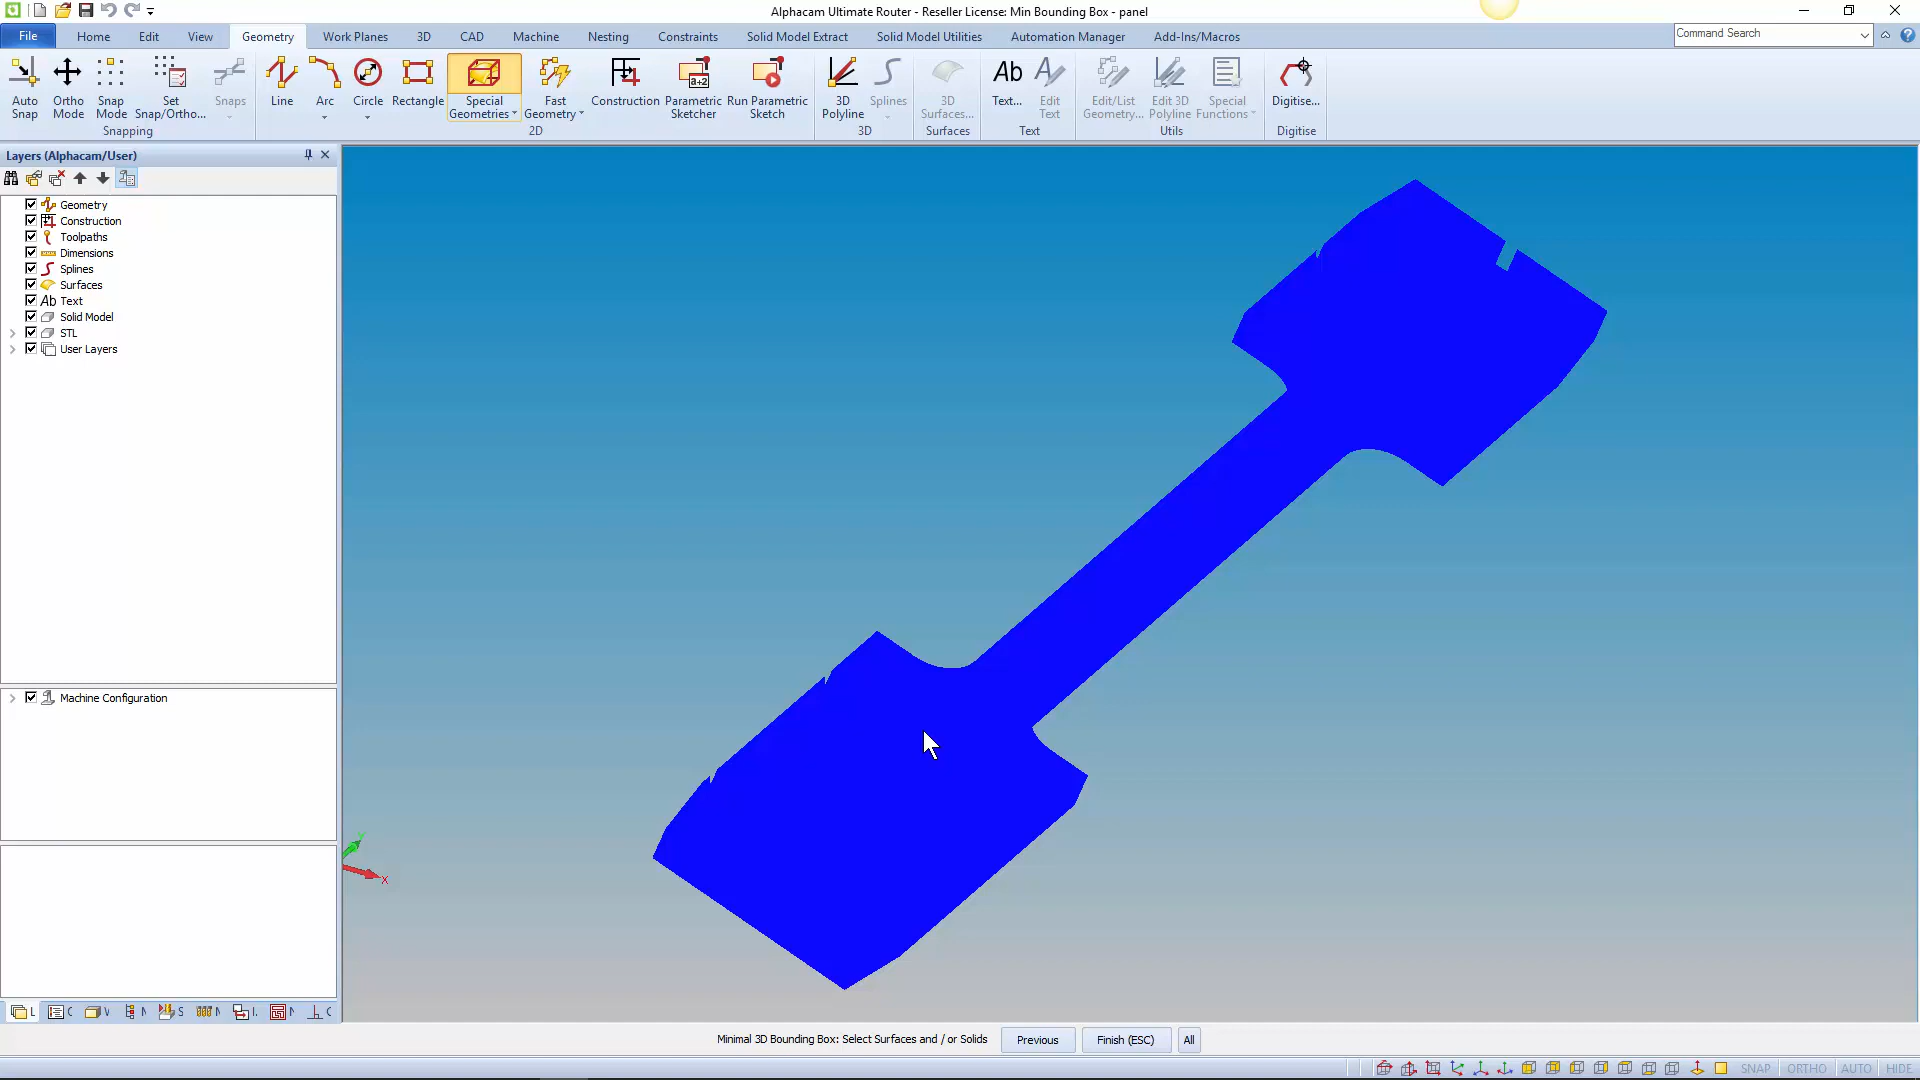 Alphacam Ultimate Router - Reseller License: Min Bounding Box - panel
File Home Edit View Geometry Work Planes 3D CAD Machine Nesting Constraints Solid Model Extract Solid Model Utilities Automation Manager Add-Ins/Macros Command Search
Auto Snap
Ortho Mode
Snap Mode
Set Snap/Ortho...
Snaps
Line
Arc
Circle
Rectangle
Special Geometries
Fast Geometry
Construction
Parametric Sketcher
Run Parametric Sketch
3D Polyline
Splines
3D Surfaces...
Text...
Edit Text
Edit/List Geometry...
Edit 3D Polyline
Special Functions
Digitise...
Snapping 2D 3D Surfaces Text Utils Digitise
Layers (Alphacam/User)
Geometry
Construction
Toolpaths
Dimensions
Splines
Surfaces
Ab Text
Solid Model
STL
User Layers
Machine Configuration
Y
X
Minimal 3D Bounding Box: Select Surfaces and / or Solids Previous Finish (ESC) All
SNAP ORTHO AUTO HIDE